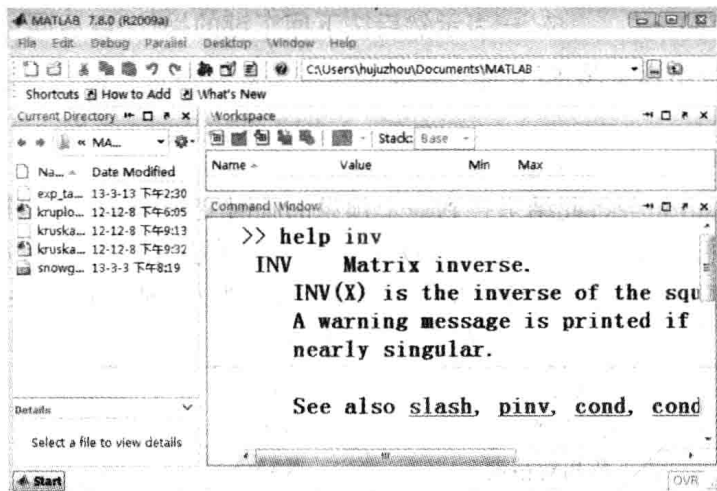 MATLAB 7.8.0 (R2009a)
File Edit Debug Parallel Desktop Window Help
C:\Users\hujuzhou\Documents\MATLAB
Shortcuts How to Add What's New
Current Directory
« MA...
Na... Date Modified
exp_ta... 13-3-13 下午2:30
kruplo... 12-12-8 下午6:05
kruska... 12-12-8 下午9:13
kruska... 12-12-8 下午9:32
snowg... 13-3-3 下午8:19
Details
Select a file to view details
Workspace
Stack: Base
Name Value Min Max
Command Window
>> help inv
INV Matrix inverse.
INV(X) is the inverse of the squ
A warning message is printed if
nearly singular.
See also slash, pinv, cond, cond
Start
OVR